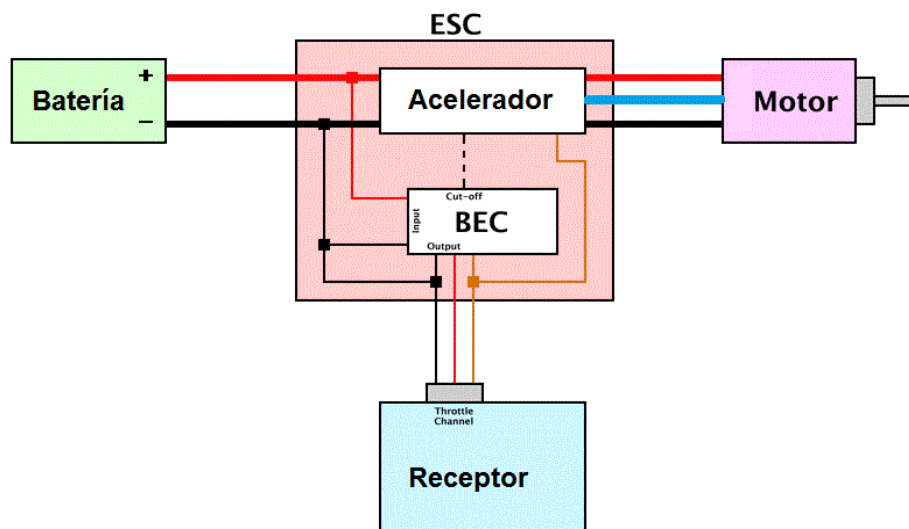 ESC
+
Batería
−
Acelerador
Motor
Cut-off
Input
BEC
Output
Throttle
Channel
Receptor